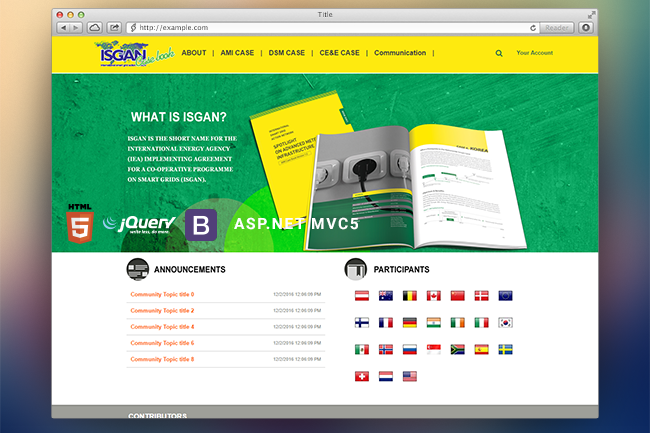 Title
http://example.com
Reader
ISGAN
Case book
ABOUT | AMI CASE | DSM CASE | CE&E CASE | Communication |
Your Account
WHAT IS ISGAN?
ISGAN IS THE SHORT NAME FOR THE
INTERNATIONAL ENERGY AGENCY
(IEA) IMPLEMENTING AGREEMENT
FOR A CO-OPERATIVE PROGRAMME
ON SMART GRIDS (ISGAN).
SPOTLIGHT
ON ADVANCED METERING
INFRASTRUCTURE
KOREA
HTML
5
jQuery
write less, do more.
B
ASP.NET MVC5
ANNOUNCEMENTS
Community Topic title 0 12/2/2016 12:06:09 PM
Community Topic title 2 12/2/2016 12:06:09 PM
Community Topic title 4 12/2/2016 12:06:09 PM
Community Topic title 6 12/2/2016 12:06:09 PM
Community Topic title 8 12/2/2016 12:06:09 PM
PARTICIPANTS
CONTRIBUTORS